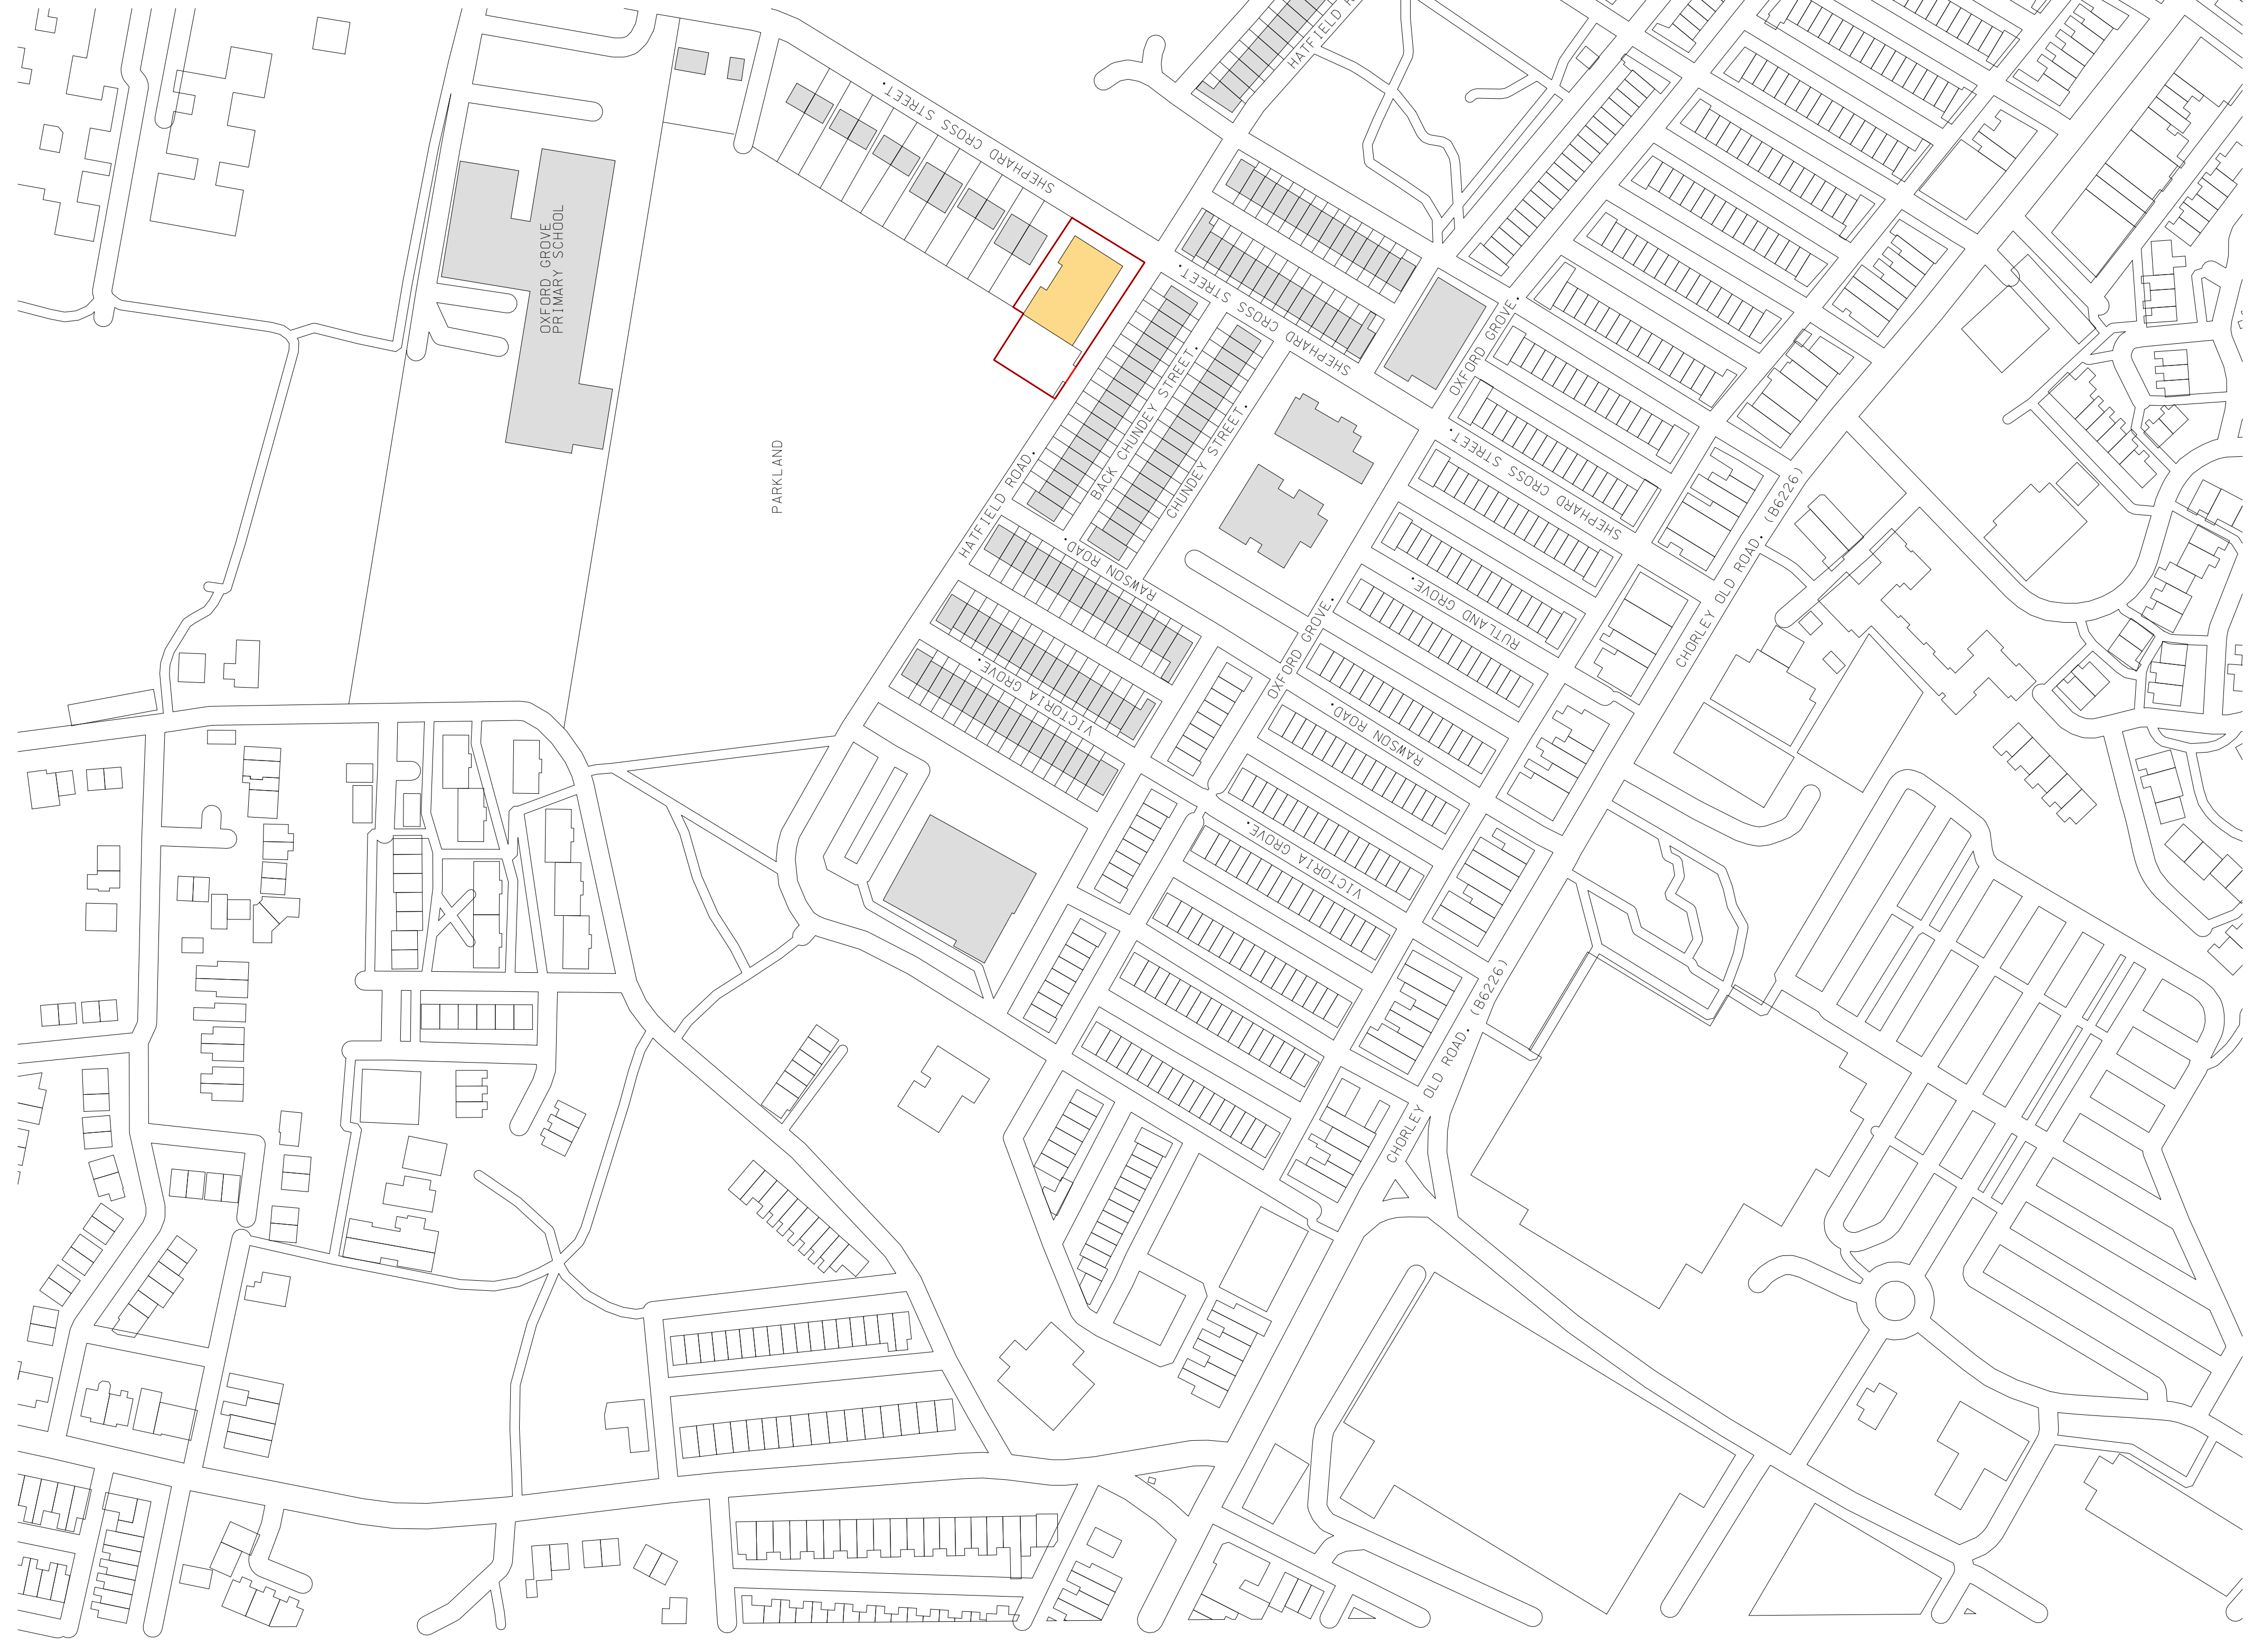 HATFIELD R
SHEPHARD CROSS STREET.
OXFORD GROVE
PRIMARY SCHOOL
SHEPHARD CROSS STREET.
OXFORD GROVE.
BACK CHUNDEY STREET.
CHUNDEY STREET.
HATFIELD ROAD.
PARKLAND
SHEPHARD CROSS STREET.
CHORLEY OLD ROAD. (B6226)
RAWSON ROAD.
RUTLAND GROVE.
OXFORD GROVE.
VICTORIA GROVE.
RAWSON ROAD.
VICTORIA GROVE.
CHORLEY OLD ROAD. (B6226)